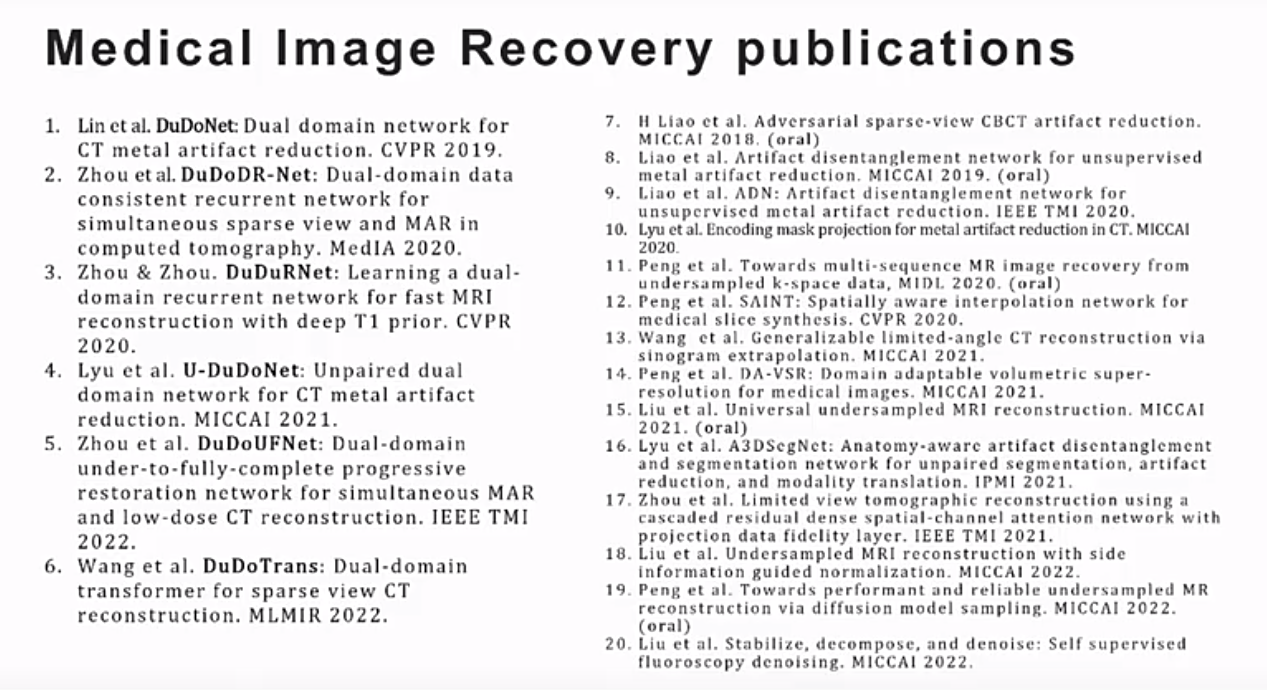 Medical Image Recovery publications
1. Lin et al. DuDoNet: Dual domain network for
CT metal artifact reduction. CVPR 2019.
2. Zhou et al. DuDoDR-Net: Dual-domain data
consistent recurrent network for
simultaneous sparse view and MAR in
computed tomography. MedIA 2020.
3. Zhou & Zhou. DuDuRNet: Learning a dual-
domain recurrent network for fast MRI
reconstruction with deep T1 prior. CVPR
2020.
4. Lyu et al. U-DuDoNet: Unpaired dual
domain network for CT metal artifact
reduction. MICCAI 2021.
5. Zhou et al. DuDoUFNet: Dual-domain
under-to-fully-complete progressive
restoration network for simultaneous MAR
and low-dose CT reconstruction. IEEE TMI
2022.
6. Wang et al. DuDoTrans: Dual-domain
transformer for sparse view CT
reconstruction. MLMIR 2022.
7. H Liao et al. Adversarial sparse-view CBCT artifact reduction.
MICCAI 2018. (oral)
8. Liao et al. Artifact disentanglement network for unsupervised
metal artifact reduction. MICCAI 2019. (oral)
9. Liao et al. ADN: Artifact disentanglement network for
unsupervised metal artifact reduction. IEEE TMI 2020.
10. Lyu et al. Encoding mask projection for metal artifact reduction in CT. MICCAI
2020.
11. Peng et al. Towards multi-sequence MR image recovery from
undersampled k-space data, MIDL 2020. (oral)
12. Peng et al. SAINT: Spatially aware interpolation network for
medical slice synthesis. CVPR 2020.
13. Wang et al. Generalizable limited-angle CT reconstruction via
sinogram extrapolation. MICCAI 2021.
14. Peng et al. DA-VSR: Domain adaptable volumetric super-
resolution for medical images. MICCAI 2021.
15. Liu et al. Universal undersampled MRI reconstruction. MICCAI
2021. (oral)
16. Lyu et al. A3DSegNet: Anatomy-aware artifact disentanglement
and segmentation network for unpaired segmentation, artifact
reduction, and modality translation. IPMI 2021.
17. Zhou et al. Limited view tomographic reconstruction using a
cascaded residual dense spatial-channel attention network with
projection data fidelity layer. IEEE TMI 2021.
18. Liu et al. Undersampled MRI reconstruction with side
information guided normalization. MICCAI 2022.
19. Peng et al. Towards performant and reliable undersampled MR
reconstruction via diffusion model sampling. MICCAI 2022.
(oral)
20. Liu et al. Stabilize, decompose, and denoise: Self supervised
fluoroscopy denoising. MICCAI 2022.